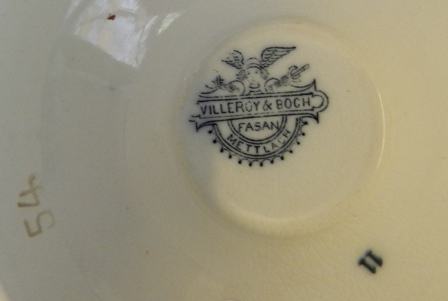 VILLEROY & BOCH
FASAN
METTLACH
54
11